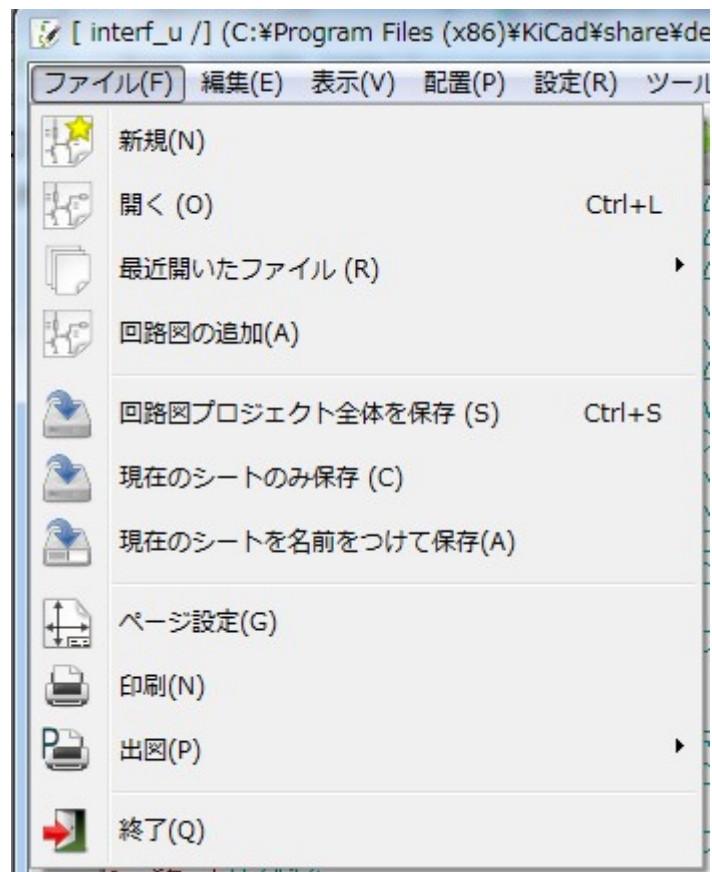 [ interf_u /] (C:¥Program Files (x86)¥KiCad¥share¥de
ファイル(F) 編集(E) 表示(V) 配置(P) 設定(R) ツール
新規(N)
開く (O) Ctrl+L
最近開いたファイル (R)
回路図の追加(A)
回路図プロジェクト全体を保存 (S) Ctrl+S
現在のシートのみ保存 (C)
現在のシートを名前をつけて保存(A)
ページ設定(G)
印刷(N)
出図(P)
終了(Q)